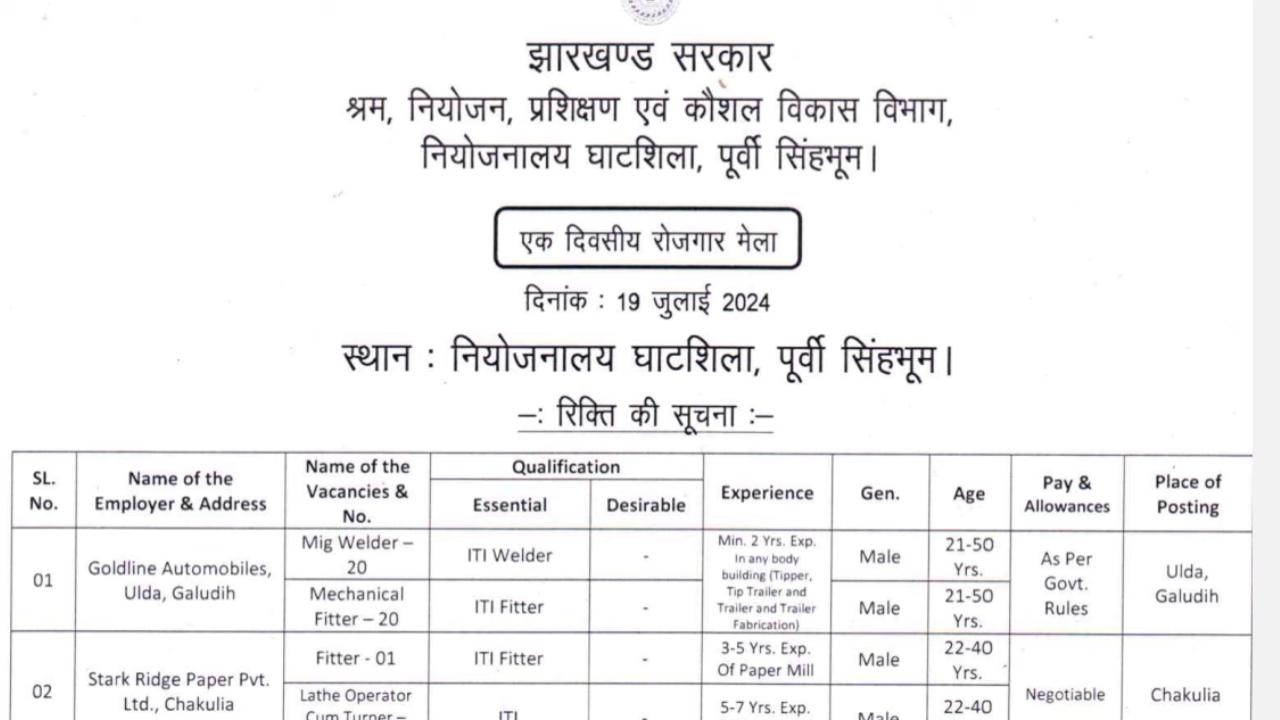 झारखण्ड सरकार
श्रम, नियोजन, प्रशिक्षण एवं कौशल विकास विभाग,
नियोजनालय घाटशिला, पूर्वी सिंहभूम।
एक दिवसीय रोजगार मेला
दिनांक : 19 जुलाई 2024
स्थान : नियोजनालय घाटशिला, पूर्वी सिंहभूम।
–: रिक्ति की सूचना :–
SL. No. Name of the Employer & Address Name of the Vacancies & No. Qualification Experience Gen. Age Pay & Allowances Place of Posting
Essential Desirable
01 Goldline Automobiles, Ulda, Galudih Mig Welder – 20 ITI Welder - Min. 2 Yrs. Exp. In any body building (Tipper, Tip Trailer and Trailer and Trailer Fabrication) Male 21-50 Yrs. As Per Govt. Rules Ulda, Galudih
Mechanical Fitter – 20 ITI Fitter - Male 21-50 Yrs.
02 Stark Ridge Paper Pvt. Ltd., Chakulia Fitter - 01 ITI Fitter - 3-5 Yrs. Exp. Of Paper Mill Male 22-40 Yrs. Negotiable Chakulia
Lathe Operator Cum Turner – ITI 5-7 Yrs. Exp. Male 22-40